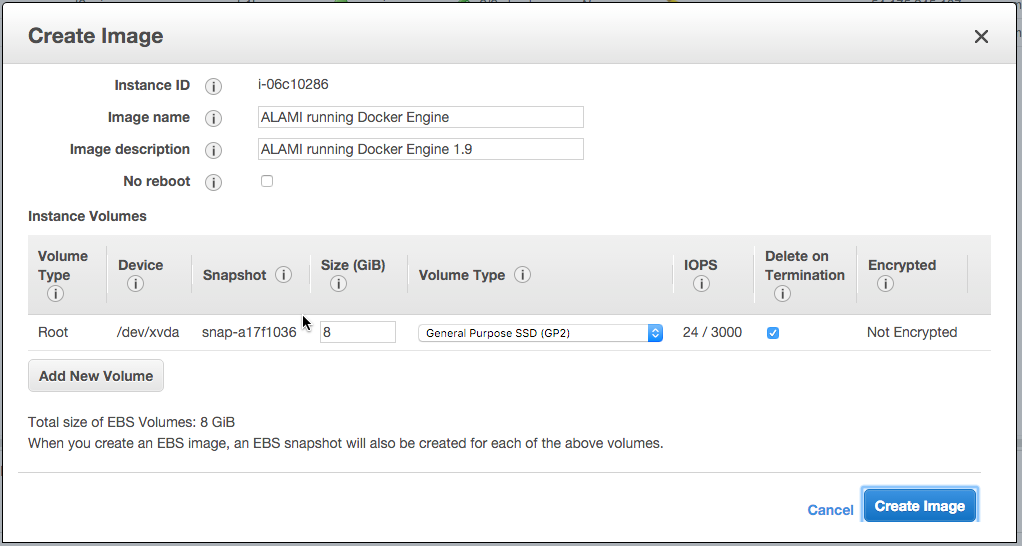 Create Image
Instance ID i-06c10286
Image name ALAMI running Docker Engine
Image description ALAMI running Docker Engine 1.9
No reboot
Instance Volumes
Volume Type Device Snapshot Size (GiB) Volume Type IOPS Delete on Termination Encrypted
Root /dev/xvda snap-a17f1036 8 General Purpose SSD (GP2) 24 / 3000 Not Encrypted
Add New Volume
Total size of EBS Volumes: 8 GiB
When you create an EBS image, an EBS snapshot will also be created for each of the above volumes.
Cancel Create Image